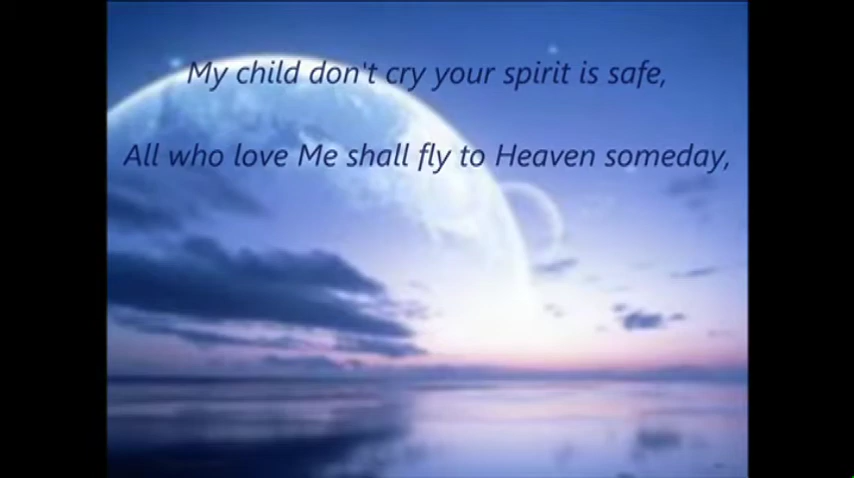 My child don't cry your spirit is safe,
All who love Me shall fly to Heaven someday,